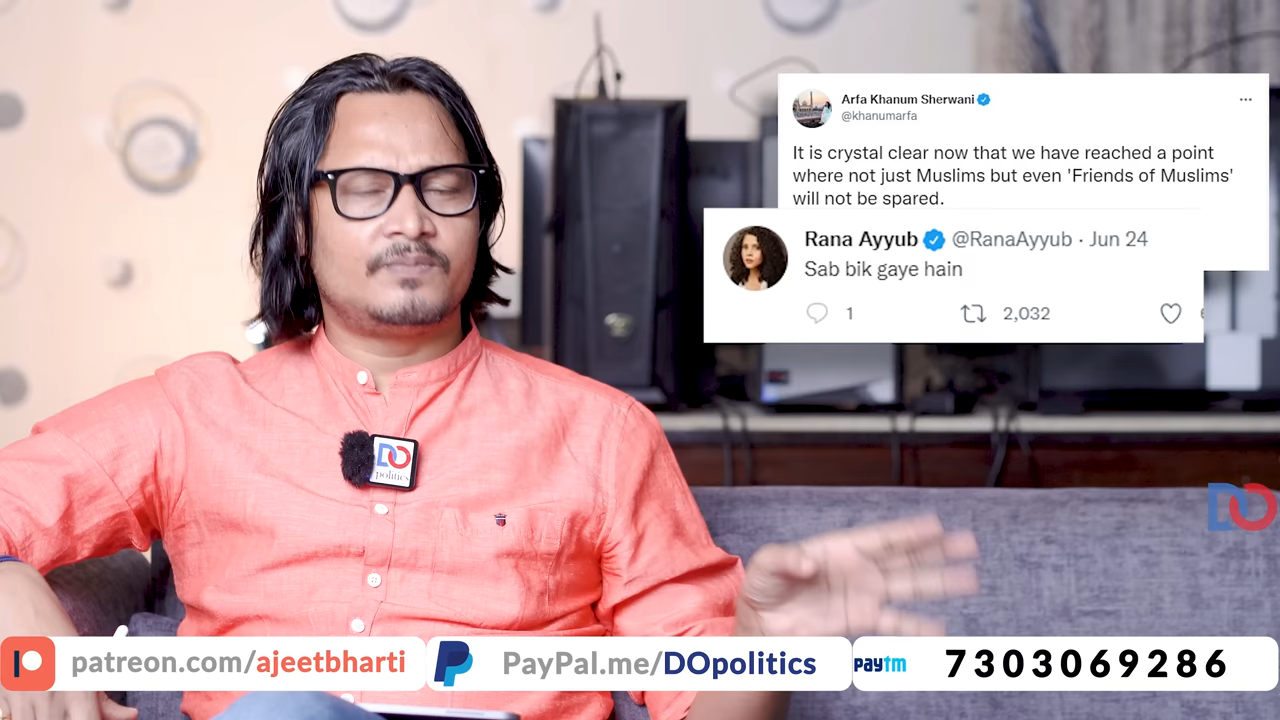 Arfa Khanum Sherwani
@khanumarfa
It is crystal clear now that we have reached a point
where not just Muslims but even 'Friends of Muslims'
will not be spared.
Rana Ayyub @RanaAyyub · Jun 24
Sab bik gaye hain
1 2,032
DO
politics
DO
patreon.com/ajeetbharti
PayPal.me/DOpolitics
paytm 7303069286